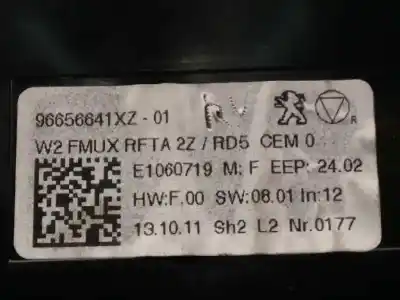 96656641XZ - 01
W2 FMUX RFTA 2Z / RD5 CEM 0
E1060719 M: F EEP: 24.02
HW:F.00 SW:08.01 In:12
13.10.11 Sh2 L2 Nr.0177
R